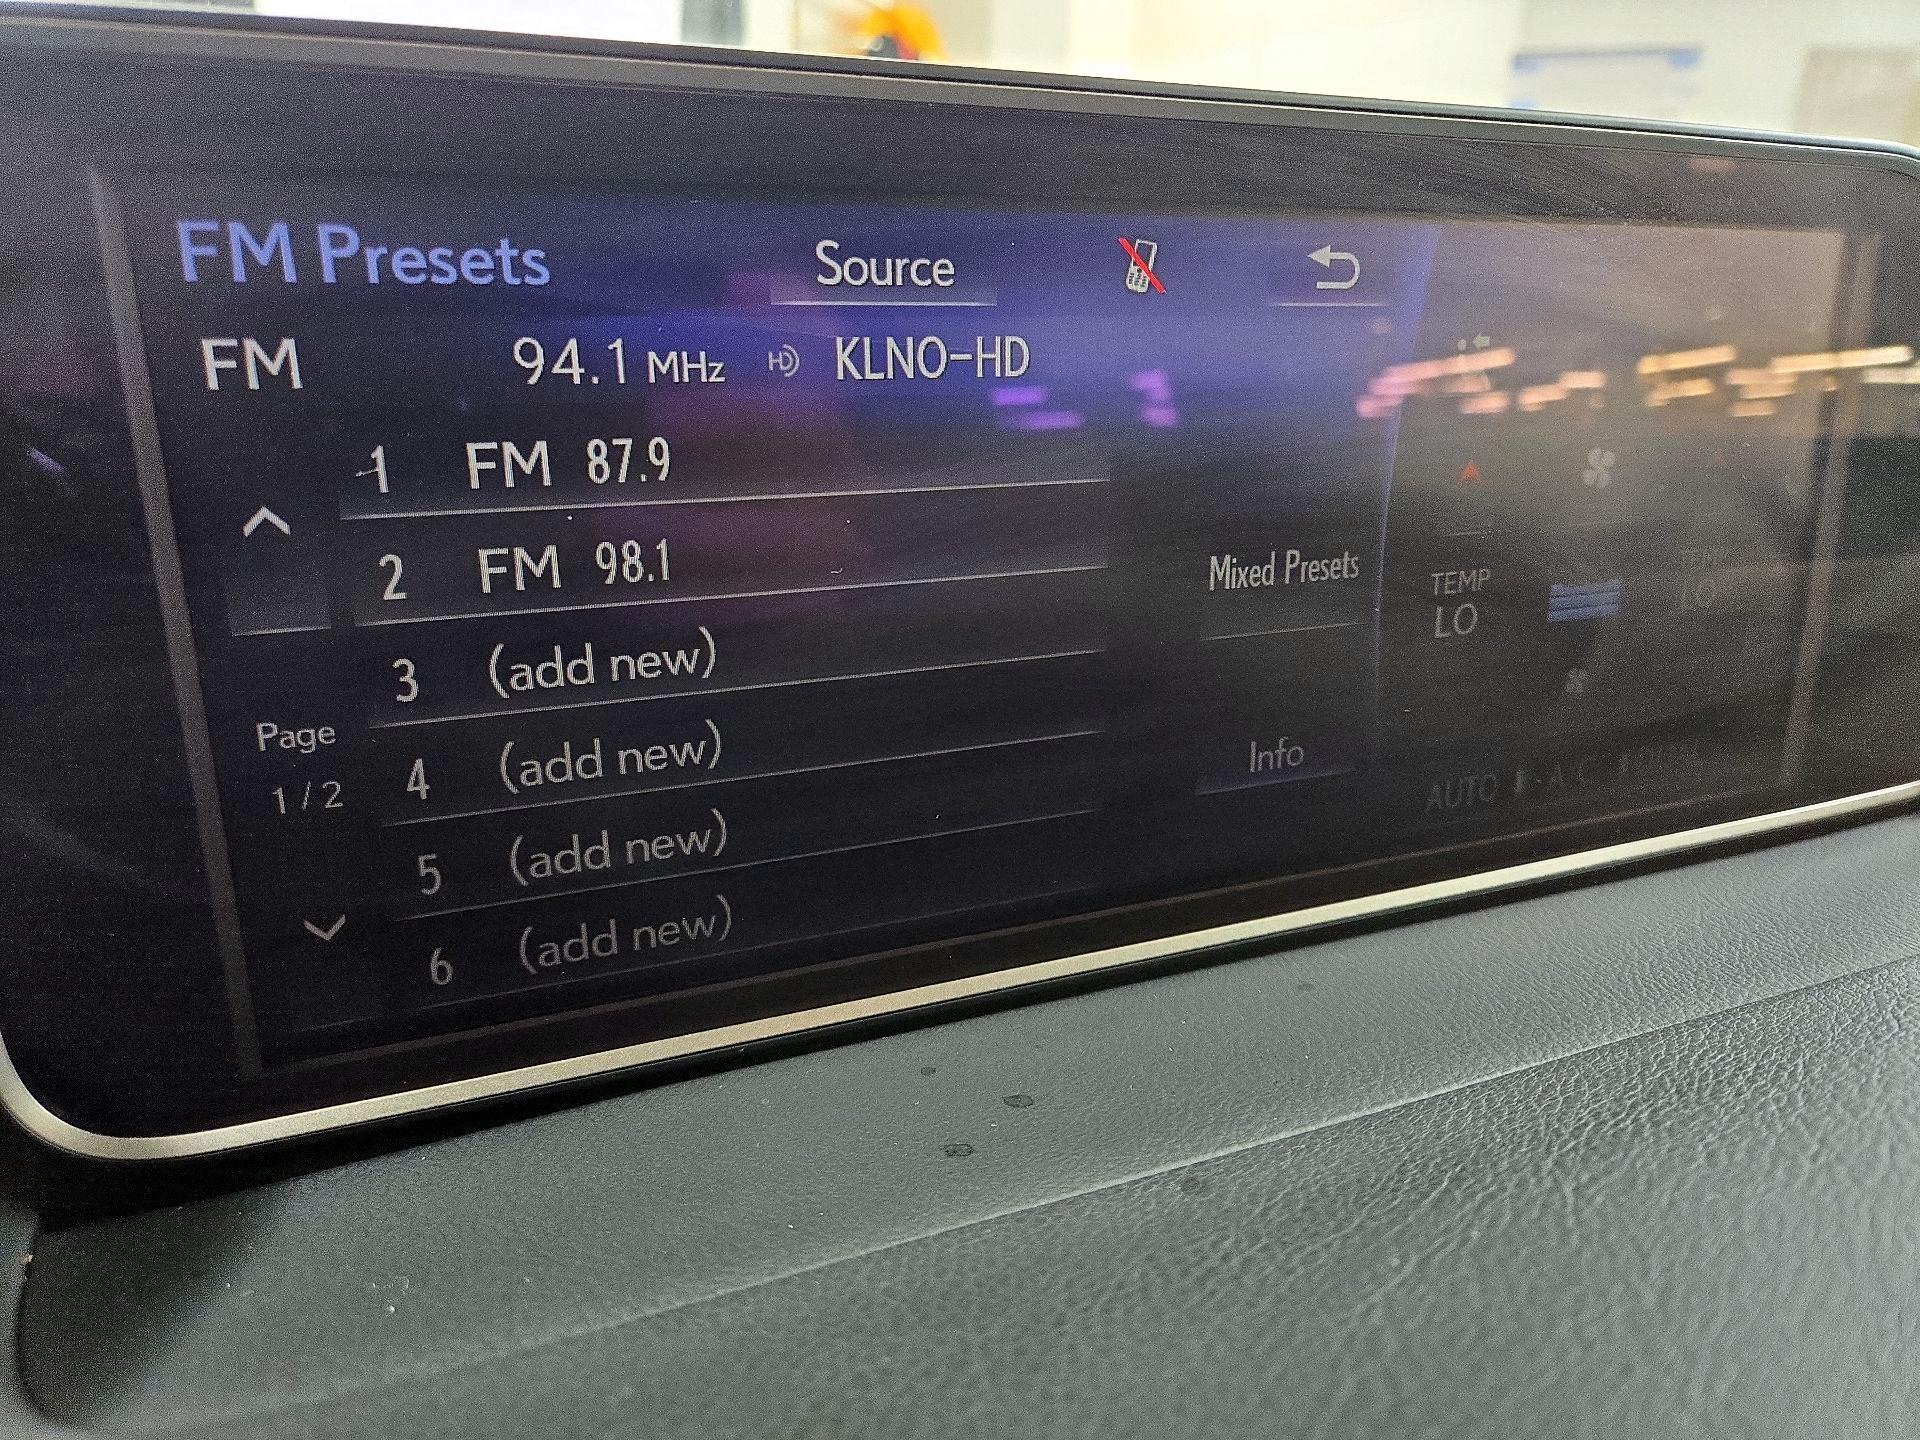 FM Presets Source
FM 94.1 MHz HD KLNO-HD
1 FM 87.9
2 FM 98.1
Mixed Presets
TEMP
LO
3 (add new)
Page
1 / 2
4 (add new)
Info
AUTO A/C
5 (add new)
6 (add new)